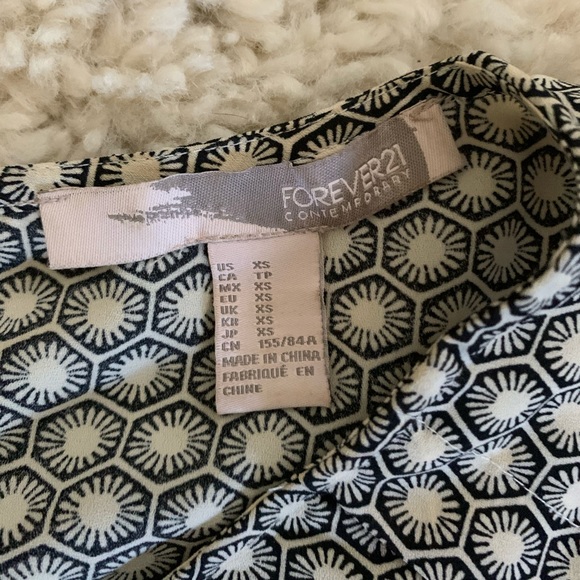 FOREVER21
CONTEMPORARY
US XS
CA TP
MX XS
EU XS
UK XS
KR XS
JP XS
CN 155/84A
MADE IN CHINA
FABRIQUÉ EN
CHINE